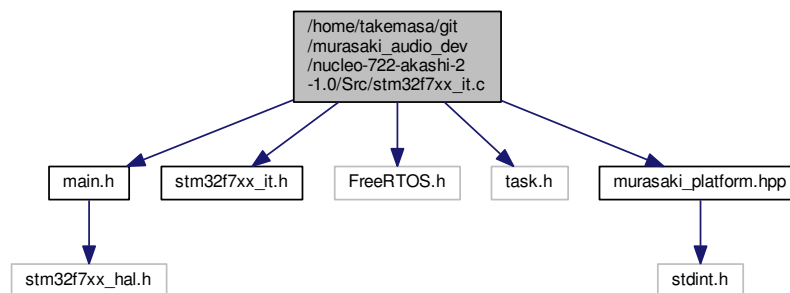 /home/takemasa/git
/murasaki_audio_dev
/nucleo-722-akashi-2
-1.0/Src/stm32f7xx_it.c
main.h
stm32f7xx_it.h
FreeRTOS.h
task.h
murasaki_platform.hpp
stm32f7xx_hal.h
stdint.h